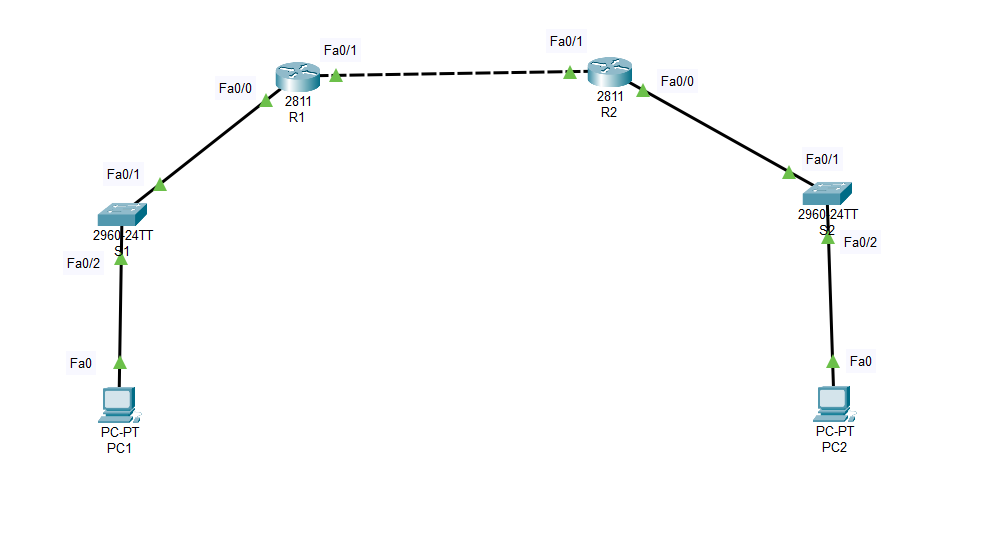 Fa0/1
Fa0/1
Fa0/0
2811
R1
2811
R2
Fa0/0
Fa0/1
Fa0/1
2960-24TT
S1
2960-24TT
S2
Fa0/2
Fa0/2
Fa0
Fa0
PC-PT
PC1
PC-PT
PC2